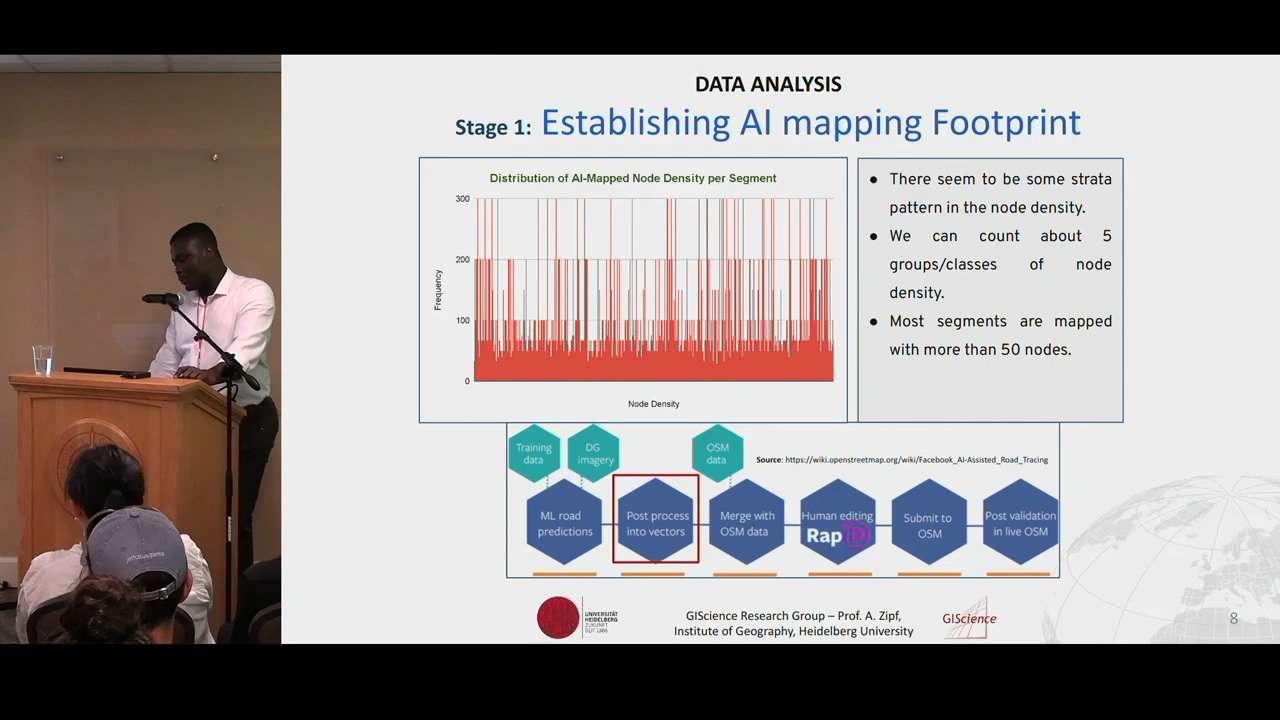 DATA ANALYSIS
Stage 1: Establishing AI mapping Footprint
Distribution of AI-Mapped Node Density per Segment
300
200
100
0
Frequency
Node Density
● There seem to be some strata
pattern in the node density.
● We can count about 5
groups/classes of node
density.
● Most segments are mapped
with more than 50 nodes.
Training
data
DG
imagery
OSM
data
Source: https://wiki.openstreetmap.org/wiki/Facebook_AI-Assisted_Road_Tracing
ML road
predictions
Post process
into vectors
Merge with
OSM data
Human editing
RapiD
Submit to
OSM
Post validation
in live OSM
UNIVERSITÄT
HEIDELBERG
ZUKUNFT
SEIT 1386
GIScience Research Group – Prof. A. Zipf,
Institute of Geography, Heidelberg University
GIScience
8